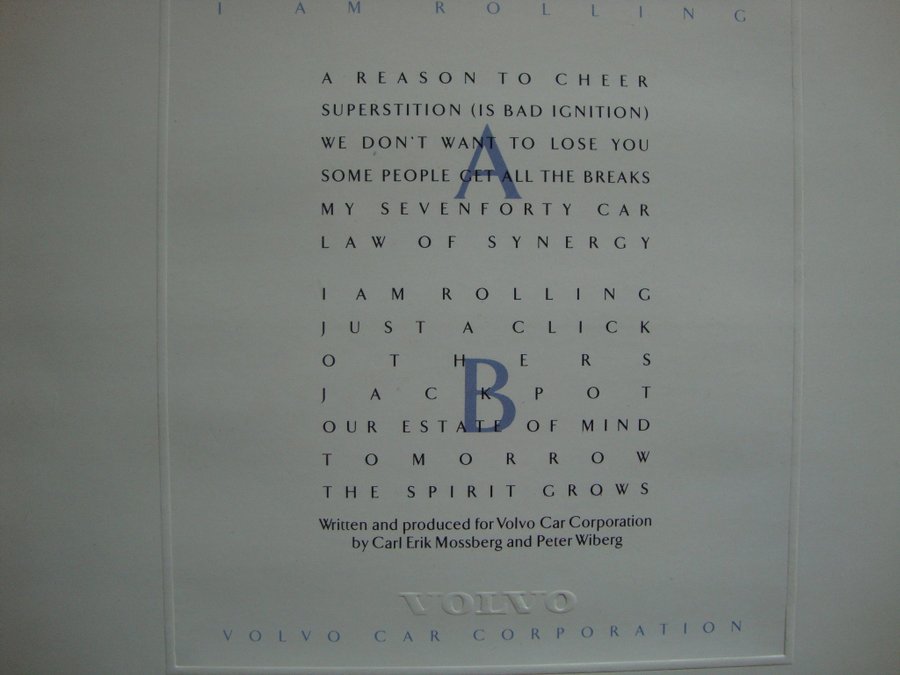 I AM ROLLING
A REASON TO CHEER
SUPERSTITION (IS BAD IGNITION)
WE DON'T WANT TO LOSE YOU
SOME PEOPLE GET ALL THE BREAKS
MY SEVENFORTY CAR
LAW OF SYNERGY
A
I AM ROLLING
JUST A CLICK
OTHERS
JACKPOT
OUR ESTATE OF MIND
TOMORROW
THE SPIRIT GROWS
B
Written and produced for Volvo Car Corporation
by Carl Erik Mossberg and Peter Wiberg
VOLVO
VOLVO CAR CORPORATION